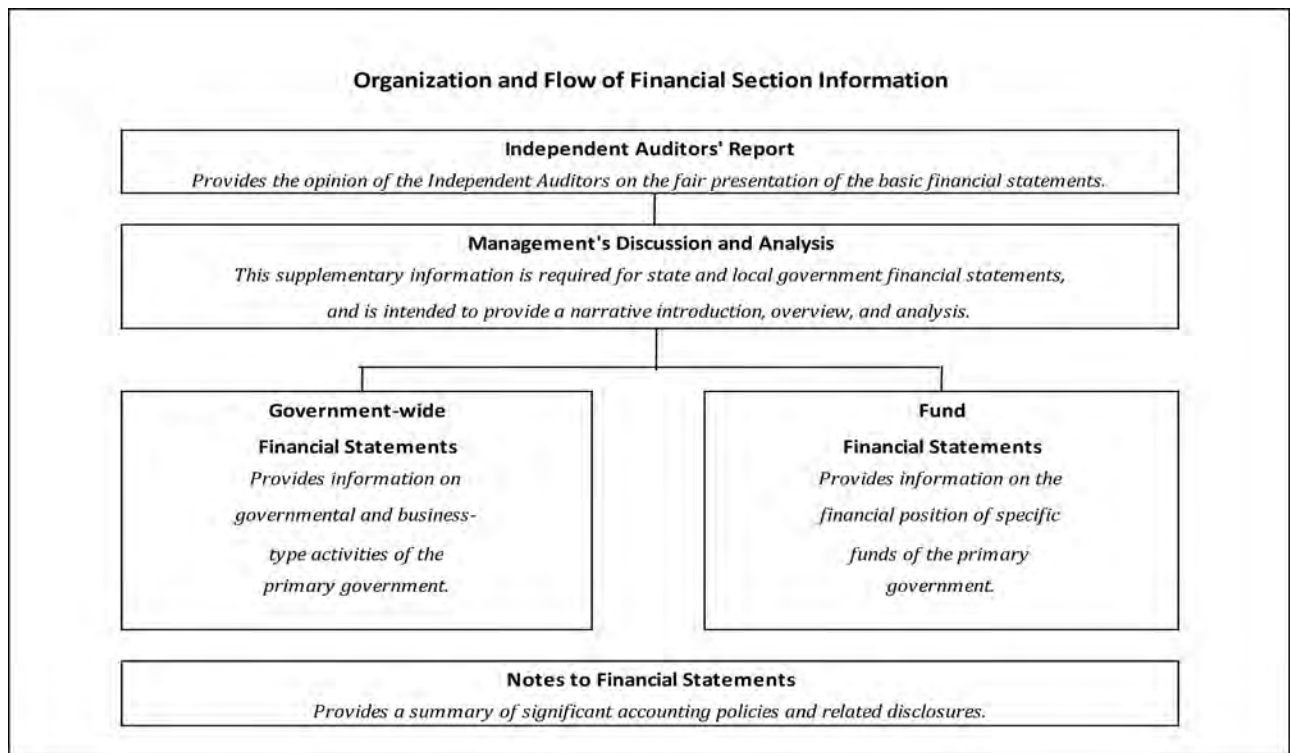 Organization and Flow of Financial Section Information
Independent Auditors' Report
Provides the opinion of the Independent Auditors on the fair presentation of the basic financial statements.
Management's Discussion and Analysis
This supplementary information is required for state and local government financial statements,
and is intended to provide a narrative introduction, overview, and analysis.
Government-wide
Financial Statements
Provides information on
governmental and business-
type activities of the
primary government.
Fund
Financial Statements
Provides information on the
financial position of specific
funds of the primary
government.
Notes to Financial Statements
Provides a summary of significant accounting policies and related disclosures.